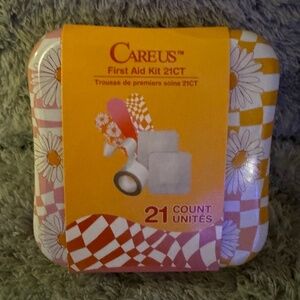 CAREUS™
First Aid Kit 21CT
Trousse de premiers soins 21CT
21 COUNT
UNITÉS